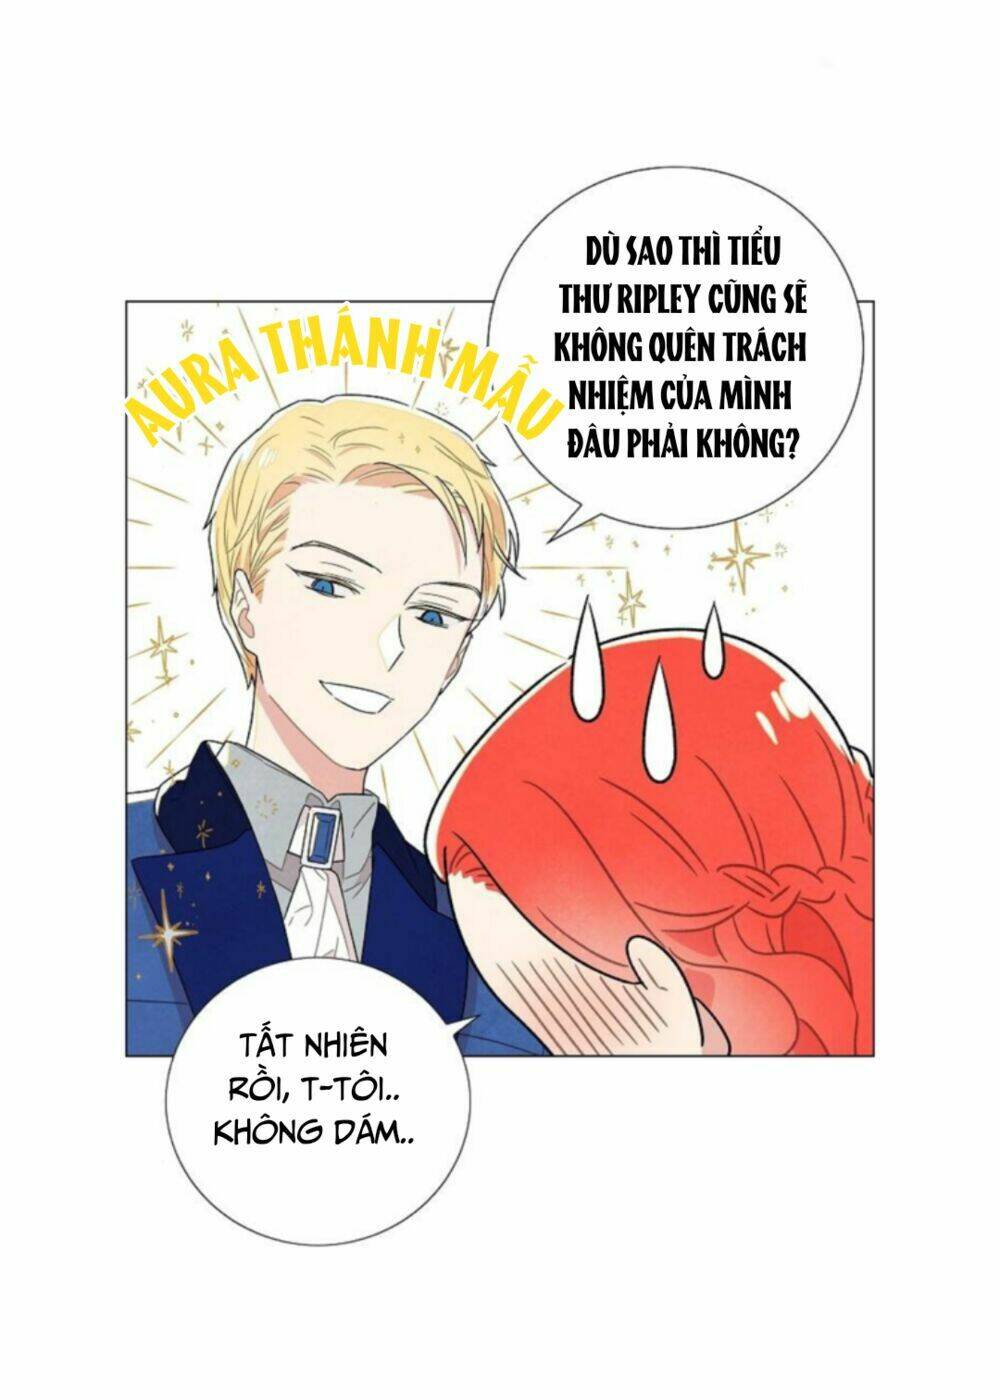 DÙ SAO THÌ TIỂU
THƯ RIPLEY CŨNG SẼ
KHÔNG QUÊN TRÁCH
NHIỆM CỦA MÌNH
ĐÂU PHẢI KHÔNG?
AURA THÁNH MẪU
TẤT NHIÊN
RỒI, T-TÔI..
KHÔNG DÁM..